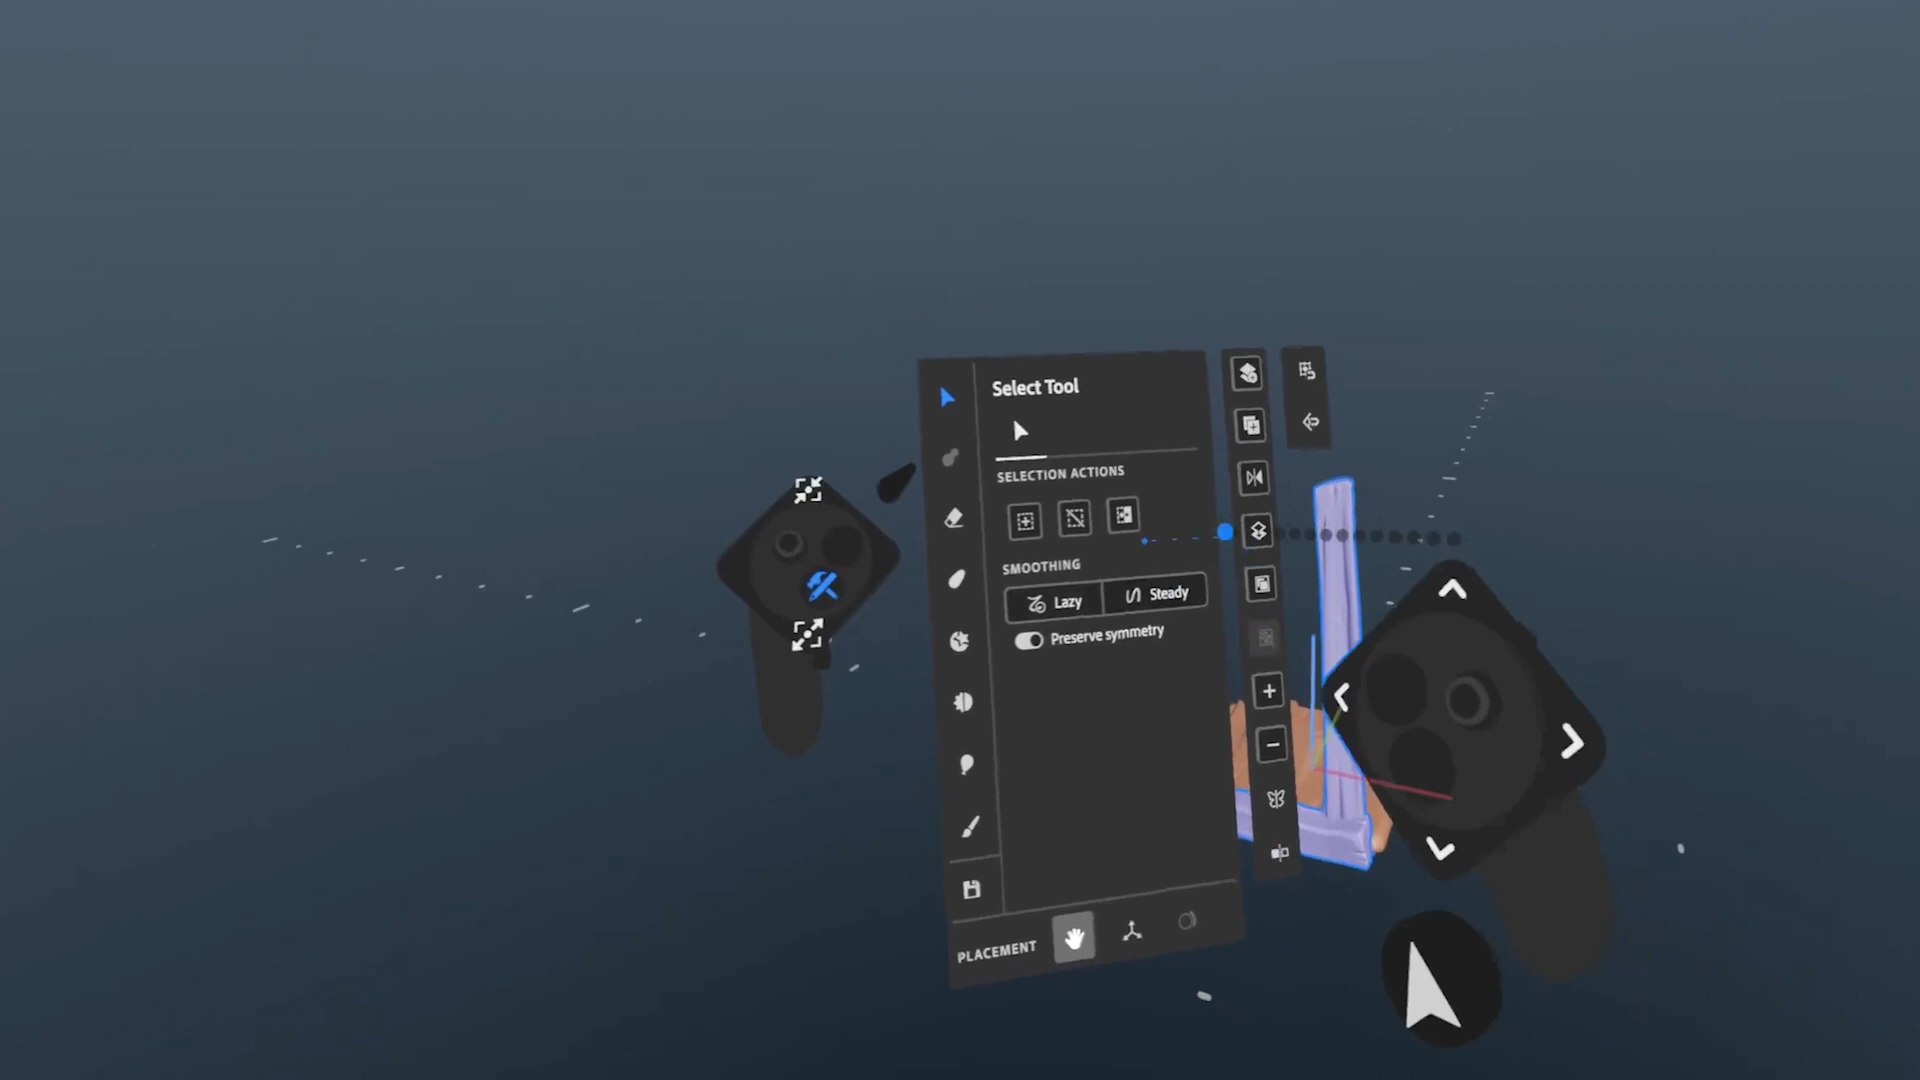 Select Tool
SELECTION ACTIONS
SMOOTHING
Lazy Steady
Preserve symmetry
PLACEMENT